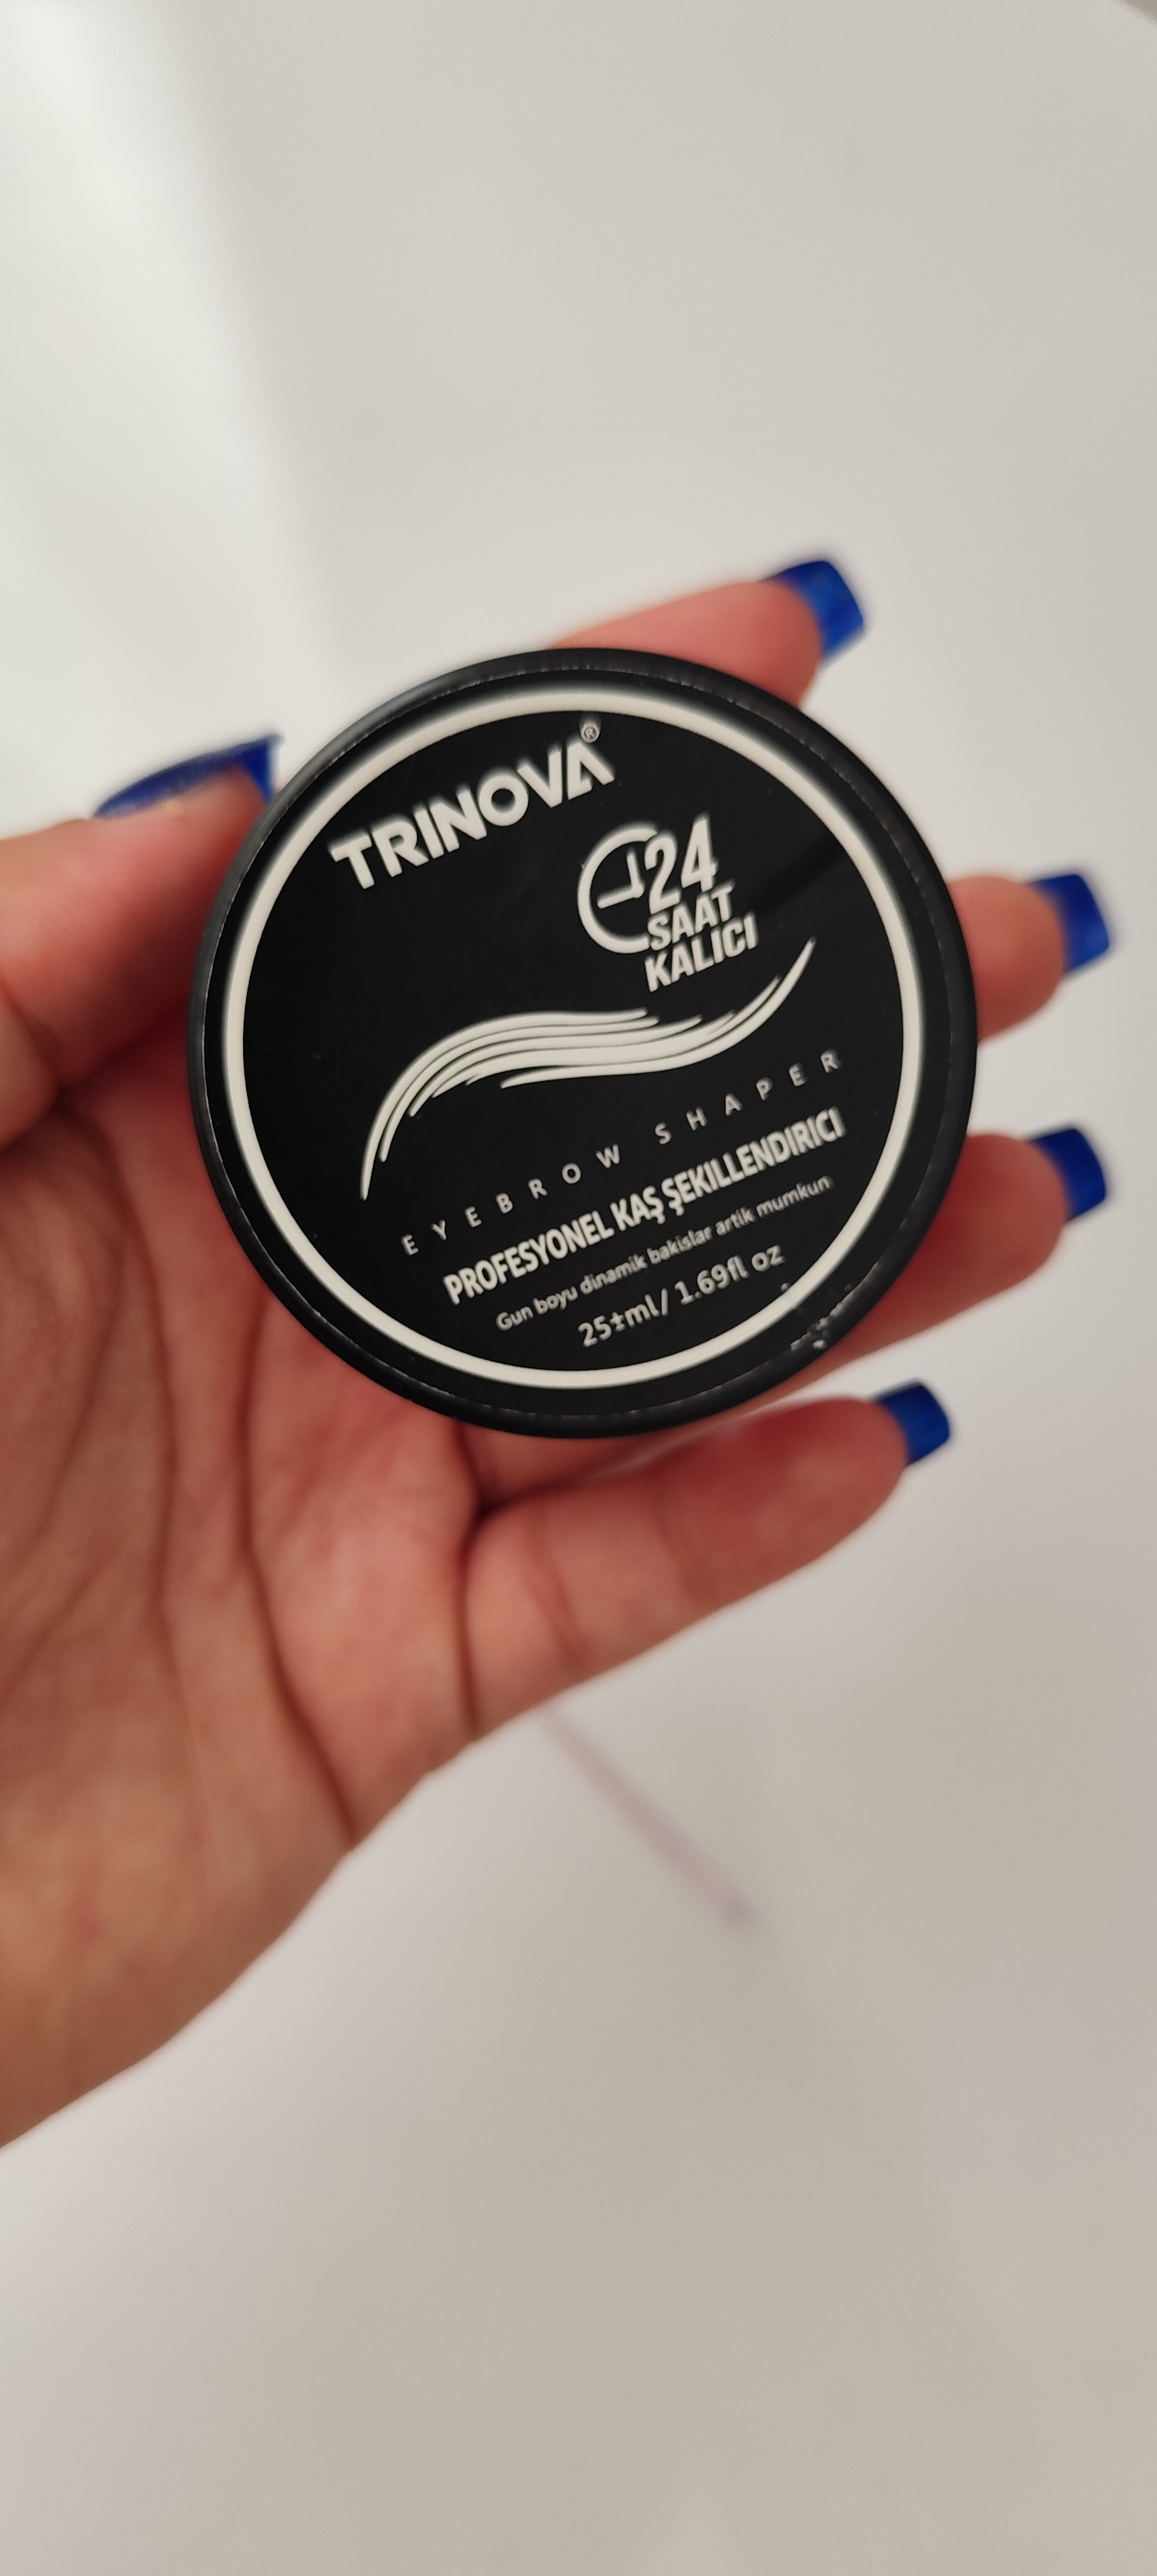 TRINOVA®
24
SAAT
KALICI
EYEBROW SHAPER
PROFESYONEL KAŞ ŞEKILLENDIRICI
Gun boyu dinamik bakislar artik mumkun
25±ml/ 1.69fl oz